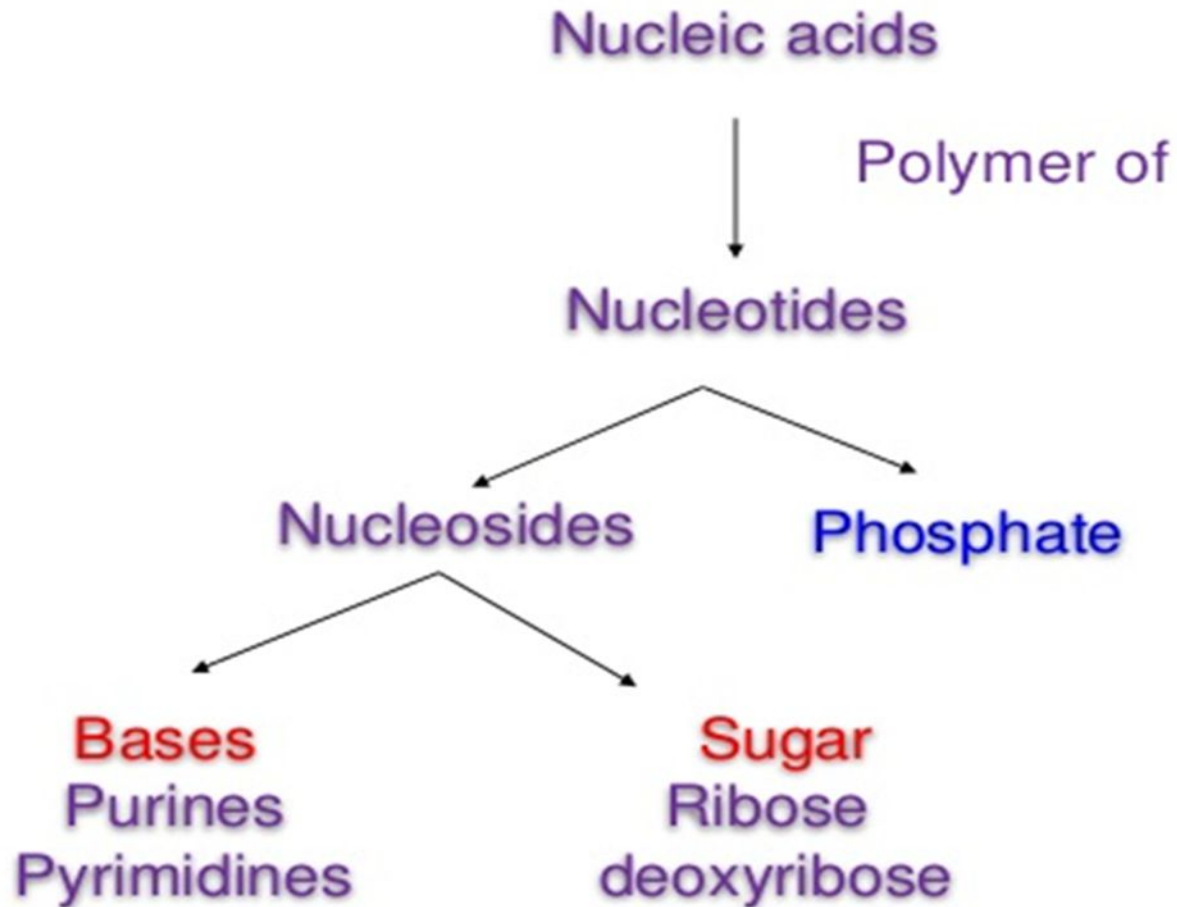 Nucleic acids
Polymer of
Nucleotides
Nucleosides
Phosphate
Bases
Purines
Pyrimidines
Sugar
Ribose
deoxyribose